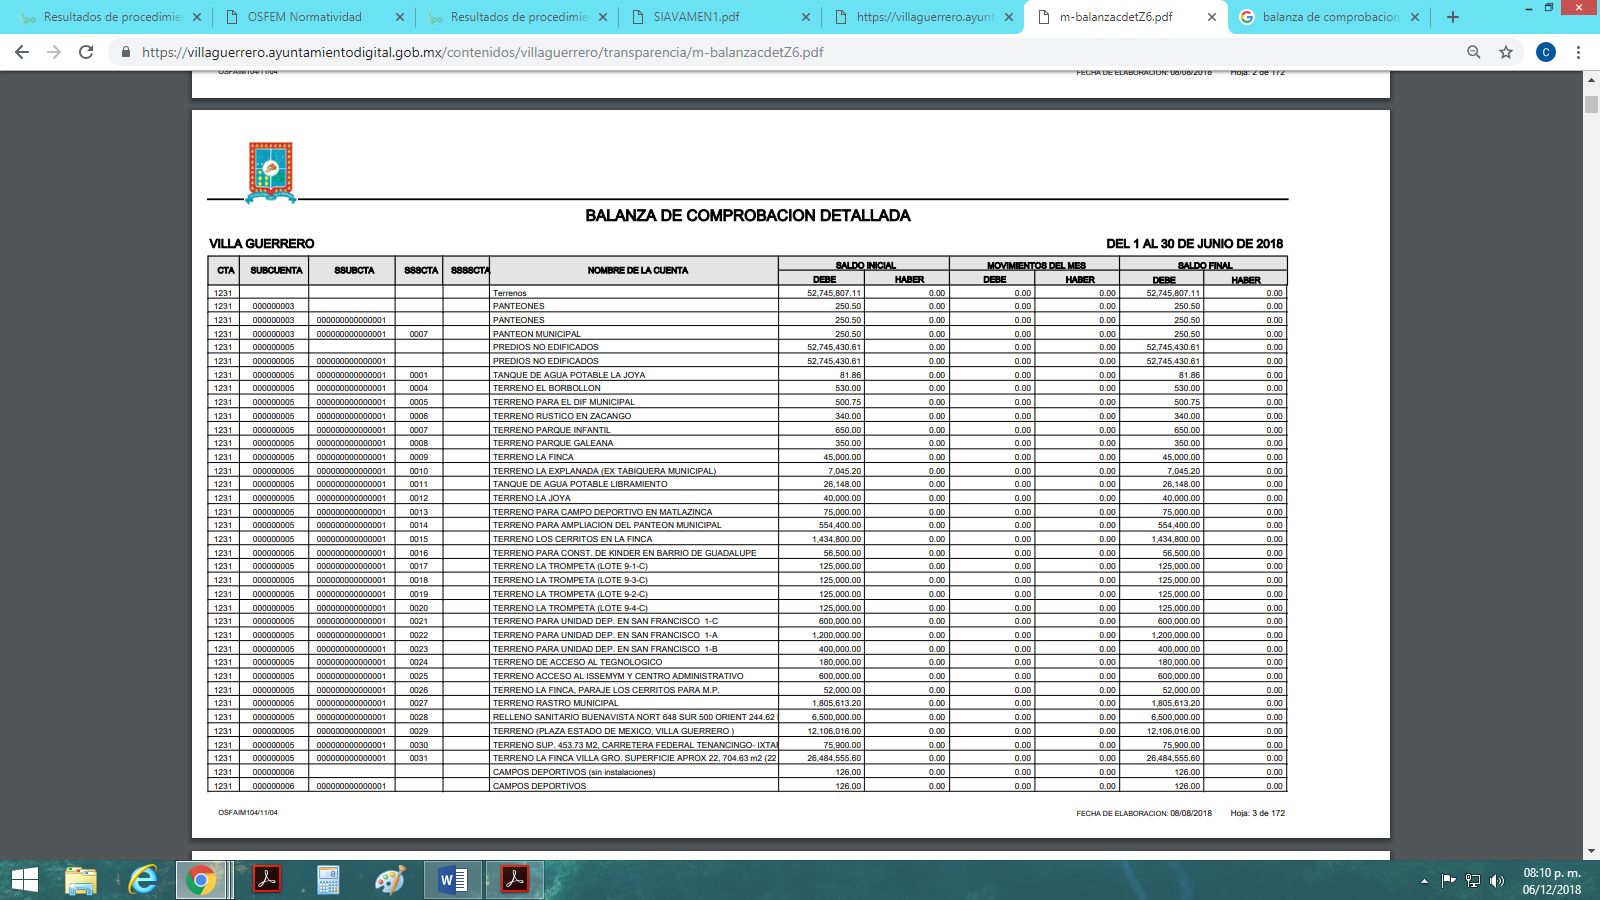 Resultados de procedimie
OSFEM Normatividad
Resultados de procedimie
SIAVAMEN1.pdf
https://villaguerrero.ayunt
m-balanzacdetZ6.pdf
balanza de comprobacion
https://villaguerrero.ayuntamientodigital.gob.mx/contenidos/villaguerrero/transparencia/m-balanzacdetZ6.pdf
C
OSFAIM104/11/04 FECHA DE ELABORACION: 08/08/2018 Hoja: 2 de 172
BALANZA DE COMPROBACION DETALLADA
VILLA GUERRERO DEL 1 AL 30 DE JUNIO DE 2018
CTA SUBCUENTA SSUBCTA SSSCTA SSSSCTA NOMBRE DE LA CUENTA SALDO INICIAL MOVIMIENTOS DEL MES SALDO FINAL
DEBE HABER DEBE HABER DEBE HABER
1231 Terrenos 52,745,807.11 0.00 0.00 0.00 52,745,807.11 0.00
1231 000000003 PANTEONES 250.50 0.00 0.00 0.00 250.50 0.00
1231 000000003 000000000000001 PANTEONES 250.50 0.00 0.00 0.00 250.50 0.00
1231 000000003 000000000000001 0007 PANTEON MUNICIPAL 250.50 0.00 0.00 0.00 250.50 0.00
1231 000000005 PREDIOS NO EDIFICADOS 52,745,430.61 0.00 0.00 0.00 52,745,430.61 0.00
1231 000000005 000000000000001 PREDIOS NO EDIFICADOS 52,745,430.61 0.00 0.00 0.00 52,745,430.61 0.00
1231 000000005 000000000000001 0001 TANQUE DE AGUA POTABLE LA JOYA 81.86 0.00 0.00 0.00 81.86 0.00
1231 000000005 000000000000001 0004 TERRENO EL BORBOLLON 530.00 0.00 0.00 0.00 530.00 0.00
1231 000000005 000000000000001 0005 TERRENO PARA EL DIF MUNICIPAL 500.75 0.00 0.00 0.00 500.75 0.00
1231 000000005 000000000000001 0006 TERRENO RUSTICO EN ZACANGO 340.00 0.00 0.00 0.00 340.00 0.00
1231 000000005 000000000000001 0007 TERRENO PARQUE INFANTIL 650.00 0.00 0.00 0.00 650.00 0.00
1231 000000005 000000000000001 0008 TERRENO PARQUE GALEANA 350.00 0.00 0.00 0.00 350.00 0.00
1231 000000005 000000000000001 0009 TERRENO LA FINCA 45,000.00 0.00 0.00 0.00 45,000.00 0.00
1231 000000005 000000000000001 0010 TERRENO LA EXPLANADA (EX TABIQUERA MUNICIPAL) 7,045.20 0.00 0.00 0.00 7,045.20 0.00
1231 000000005 000000000000001 0011 TANQUE DE AGUA POTABLE LIBRAMIENTO 26,148.00 0.00 0.00 0.00 26,148.00 0.00
1231 000000005 000000000000001 0012 TERRENO LA JOYA 40,000.00 0.00 0.00 0.00 40,000.00 0.00
1231 000000005 000000000000001 0013 TERRENO PARA CAMPO DEPORTIVO EN MATLAZINCA 75,000.00 0.00 0.00 0.00 75,000.00 0.00
1231 000000005 000000000000001 0014 TERRENO PARA AMPLIACION DEL PANTEON MUNICIPAL 554,400.00 0.00 0.00 0.00 554,400.00 0.00
1231 000000005 000000000000001 0015 TERRENO LOS CERRITOS EN LA FINCA 1,434,800.00 0.00 0.00 0.00 1,434,800.00 0.00
1231 000000005 000000000000001 0016 TERRENO PARA CONST. DE KINDER EN BARRIO DE GUADALUPE 56,500.00 0.00 0.00 0.00 56,500.00 0.00
1231 000000005 000000000000001 0017 TERRENO LA TROMPETA (LOTE 9-1-C) 125,000.00 0.00 0.00 0.00 125,000.00 0.00
1231 000000005 000000000000001 0018 TERRENO LA TROMPETA (LOTE 9-3-C) 125,000.00 0.00 0.00 0.00 125,000.00 0.00
1231 000000005 000000000000001 0019 TERRENO LA TROMPETA (LOTE 9-2-C) 125,000.00 0.00 0.00 0.00 125,000.00 0.00
1231 000000005 000000000000001 0020 TERRENO LA TROMPETA (LOTE 9-4-C) 125,000.00 0.00 0.00 0.00 125,000.00 0.00
1231 000000005 000000000000001 0021 TERRENO PARA UNIDAD DEP. EN SAN FRANCISCO 1-C 600,000.00 0.00 0.00 0.00 600,000.00 0.00
1231 000000005 000000000000001 0022 TERRENO PARA UNIDAD DEP. EN SAN FRANCISCO 1-A 1,200,000.00 0.00 0.00 0.00 1,200,000.00 0.00
1231 000000005 000000000000001 0023 TERRENO PARA UNIDAD DEP. EN SAN FRANCISCO 1-B 400,000.00 0.00 0.00 0.00 400,000.00 0.00
1231 000000005 000000000000001 0024 TERRENO DE ACCESO AL TEGNOLOGICO 180,000.00 0.00 0.00 0.00 180,000.00 0.00
1231 000000005 000000000000001 0025 TERRENO ACCESO AL ISSEMYM Y CENTRO ADMINISTRATIVO 600,000.00 0.00 0.00 0.00 600,000.00 0.00
1231 000000005 000000000000001 0026 TERRENO LA FINCA, PARAJE LOS CERRITOS PARA M.P. 52,000.00 0.00 0.00 0.00 52,000.00 0.00
1231 000000005 000000000000001 0027 TERRENO RASTRO MUNICIPAL 1,805,613.20 0.00 0.00 0.00 1,805,613.20 0.00
1231 000000005 000000000000001 0028 RELLENO SANITARIO BUENAVISTA NORT 648 SUR 500 ORIENT 244.62 6,500,000.00 0.00 0.00 0.00 6,500,000.00 0.00
1231 000000005 000000000000001 0029 TERRENO (PLAZA ESTADO DE MEXICO, VILLA GUERRERO ) 12,106,016.00 0.00 0.00 0.00 12,106,016.00 0.00
1231 000000005 000000000000001 0030 TERRENO SUP. 453.73 M2, CARRETERA FEDERAL TENANCINGO- IXTAP 75,900.00 0.00 0.00 0.00 75,900.00 0.00
1231 000000005 000000000000001 0031 TERRENO LA FINCA VILLA GRO. SUPERFICIE APROX 22, 704.63 m2 (22 26,484,555.60 0.00 0.00 0.00 26,484,555.60 0.00
1231 000000006 CAMPOS DEPORTIVOS (sin instalaciones) 126.00 0.00 0.00 0.00 126.00 0.00
1231 000000006 000000000000001 CAMPOS DEPORTIVOS 126.00 0.00 0.00 0.00 126.00 0.00
OSFAIM104/11/04 FECHA DE ELABORACION: 08/08/2018 Hoja: 3 de 172
08:10 p. m.
06/12/2018